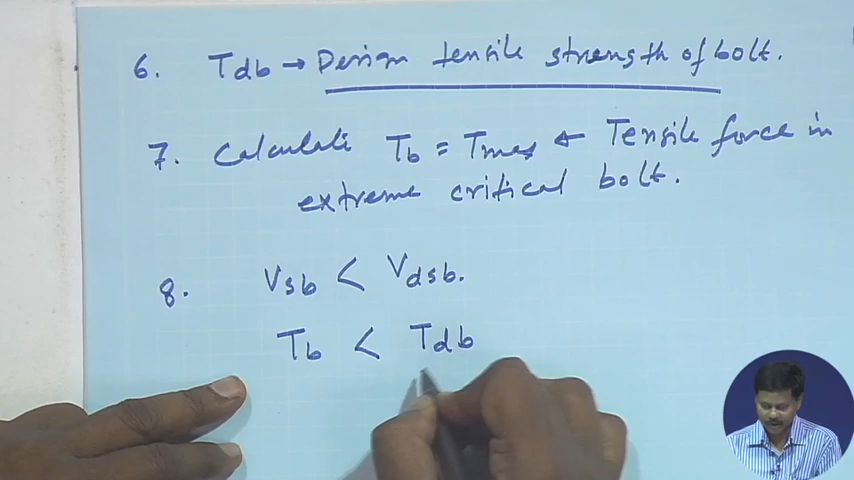 6. Tdb → Design tensile strength of bolt.
7. Calculate Tb = Tmax ← Tensile force in
extreme critical bolt.
8. Vsb < Vdsb.
Tb < Tdb